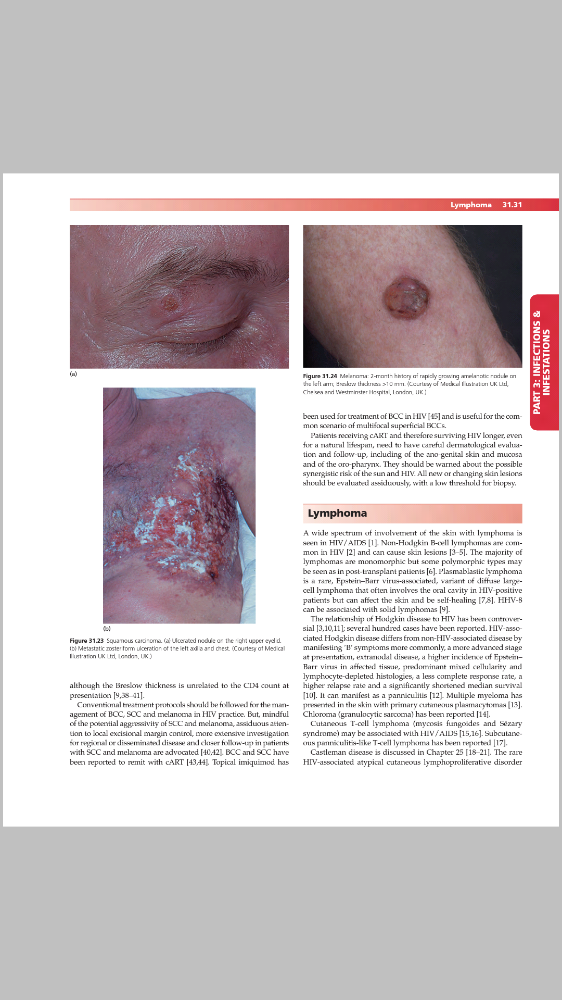 Lymphoma 31.31
(a)
(b)
Figure 31.23 Squamous carcinoma. (a) Ulcerated nodule on the right upper eyelid.
(b) Metastatic zosteriform ulceration of the left axilla and chest. (Courtesy of Medical
Illustration UK Ltd, London, UK.)
although the Breslow thickness is unrelated to the CD4 count at
presentation [9,38–41].
Conventional treatment protocols should be followed for the man-
agement of BCC, SCC and melanoma in HIV practice. But, mindful
of the potential aggressivity of SCC and melanoma, assiduous atten-
tion to local excisional margin control, more extensive investigation
for regional or disseminated disease and closer follow-up in patients
with SCC and melanoma are advocated [40,42]. BCC and SCC have
been reported to remit with cART [43,44]. Topical imiquimod has
Figure 31.24 Melanoma: 2-month history of rapidly growing amelanotic nodule on
the left arm; Breslow thickness >10 mm. (Courtesy of Medical Illustration UK Ltd,
Chelsea and Westminster Hospital, London, UK.)
been used for treatment of BCC in HIV [45] and is useful for the com-
mon scenario of multifocal superficial BCCs.
Patients receiving cART and therefore surviving HIV longer, even
for a natural lifespan, need to have careful dermatological evalua-
tion and follow-up, including of the ano-genital skin and mucosa
and of the oro-pharynx. They should be warned about the possible
synergistic risk of the sun and HIV. All new or changing skin lesions
should be evaluated assiduously, with a low threshold for biopsy.
Lymphoma
A wide spectrum of involvement of the skin with lymphoma is
seen in HIV/AIDS [1]. Non-Hodgkin B-cell lymphomas are com-
mon in HIV [2] and can cause skin lesions [3–5]. The majority of
lymphomas are monomorphic but some polymorphic types may
be seen as in post-transplant patients [6]. Plasmablastic lymphoma
is a rare, Epstein–Barr virus-associated, variant of diffuse large-
cell lymphoma that often involves the oral cavity in HIV-positive
patients but can affect the skin and be self-healing [7,8]. HHV-8
can be associated with solid lymphomas [9].
The relationship of Hodgkin disease to HIV has been controver-
sial [3,10,11]; several hundred cases have been reported. HIV-asso-
ciated Hodgkin disease differs from non-HIV-associated disease by
manifesting ‘B’ symptoms more commonly, a more advanced stage
at presentation, extranodal disease, a higher incidence of Epstein–
Barr virus in affected tissue, predominant mixed cellularity and
lymphocyte-depleted histologies, a less complete response rate, a
higher relapse rate and a significantly shortened median survival
[10]. It can manifest as a panniculitis [12]. Multiple myeloma has
presented in the skin with primary cutaneous plasmacytomas [13].
Chloroma (granulocytic sarcoma) has been reported [14].
Cutaneous T-cell lymphoma (mycosis fungoides and Sézary
syndrome) may be associated with HIV/AIDS [15,16]. Subcutane-
ous panniculitis-like T-cell lymphoma has been reported [17].
Castleman disease is discussed in Chapter 25 [18–21]. The rare
HIV-associated atypical cutaneous lymphoproliferative disorder
PART 3: INFECTIONS &
INFESTATIONS